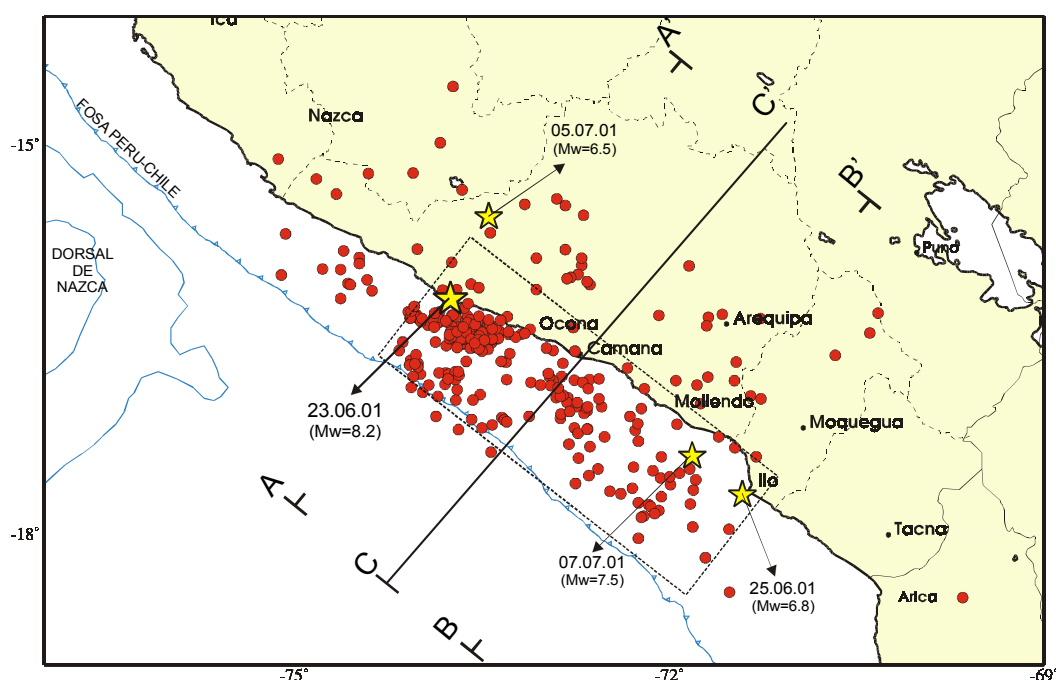 Ica
A'
C'
-15°
Nazca
FOSA PERU-CHILE
05.07.01
(Mw=6.5)
B'
Puno
DORSAL
DE
NAZCA
Ocona
Arequipa
Camana
23.06.01
(Mw=8.2)
Mollendo
Moquegua
A
Ilo
-18°
Tacna
C
07.07.01
(Mw=7.5)
25.06.01
(Mw=6.8)
Arica
B
-75°
-72°
-69°